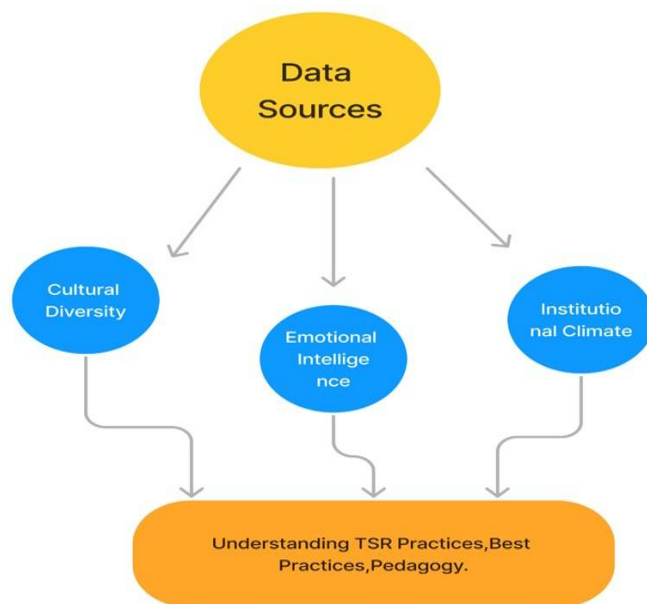 Data
Sources
Cultural
Diversity
Emotional
Intellige
nce
Institutio
nal Climate
Understanding TSR Practices,Best
Practices,Pedagogy.